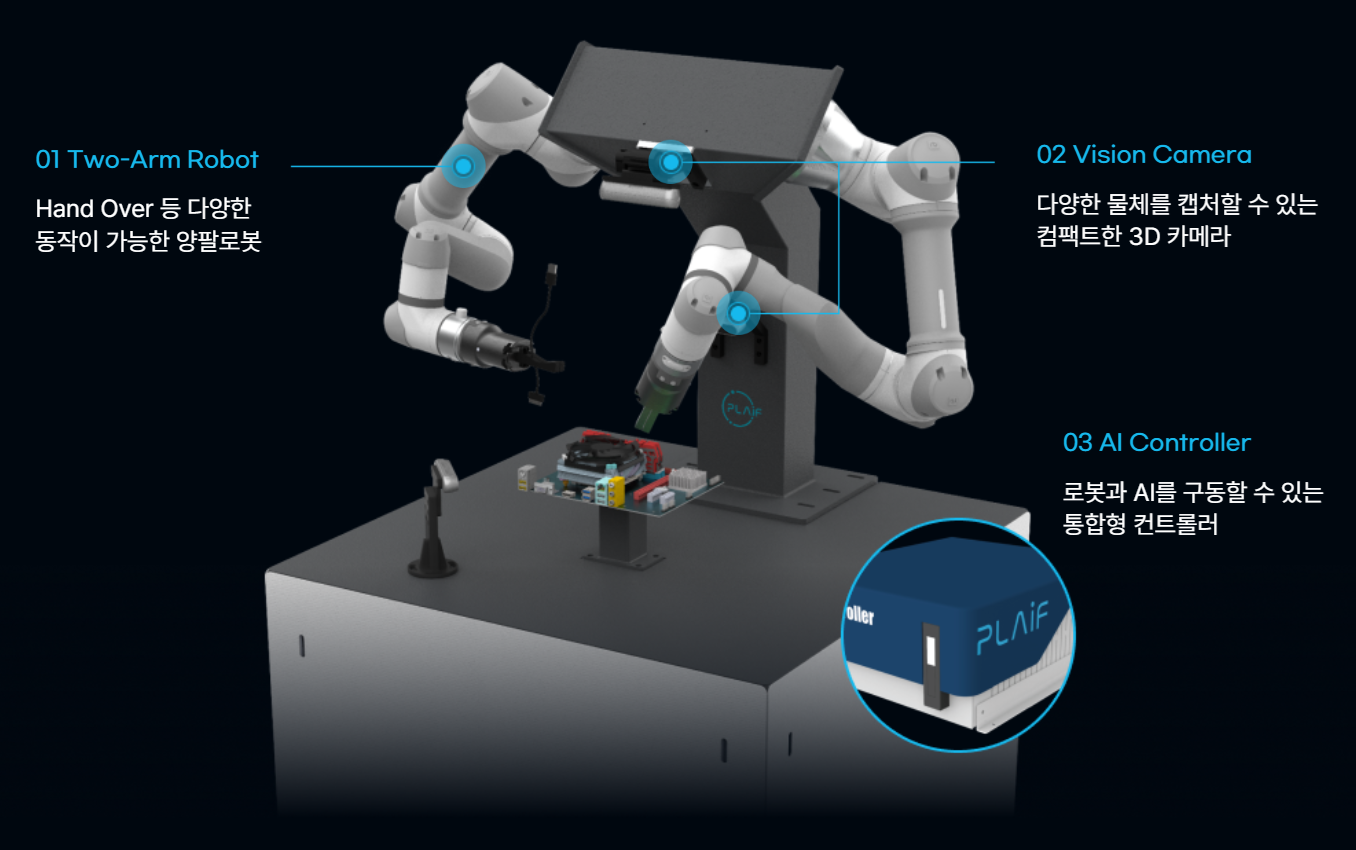 01 Two-Arm Robot
Hand Over 등 다양한
동작이 가능한 양팔로봇
02 Vision Camera
다양한 물체를 캡처할 수 있는
컴팩트한 3D 카메라
PLAiF
03 AI Controller
로봇과 AI를 구동할 수 있는
통합형 컨트롤러
oller
PLAiF